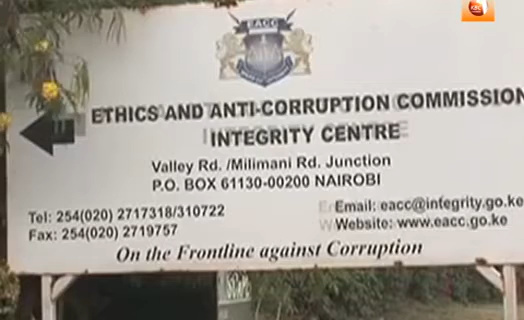 EACC
ETHICS AND ANTI-CORRUPTION COMMISSION
INTEGRITY CENTRE
Valley Rd. /Milimani Rd. Junction
P.O. BOX 61130-00200 NAIROBI
Tel: 254(020) 2717318/310722
Fax: 254(020) 2719757
Email: eacc@integrity.go.ke
Website: www.eacc.go.ke
On the Frontline against Corruption